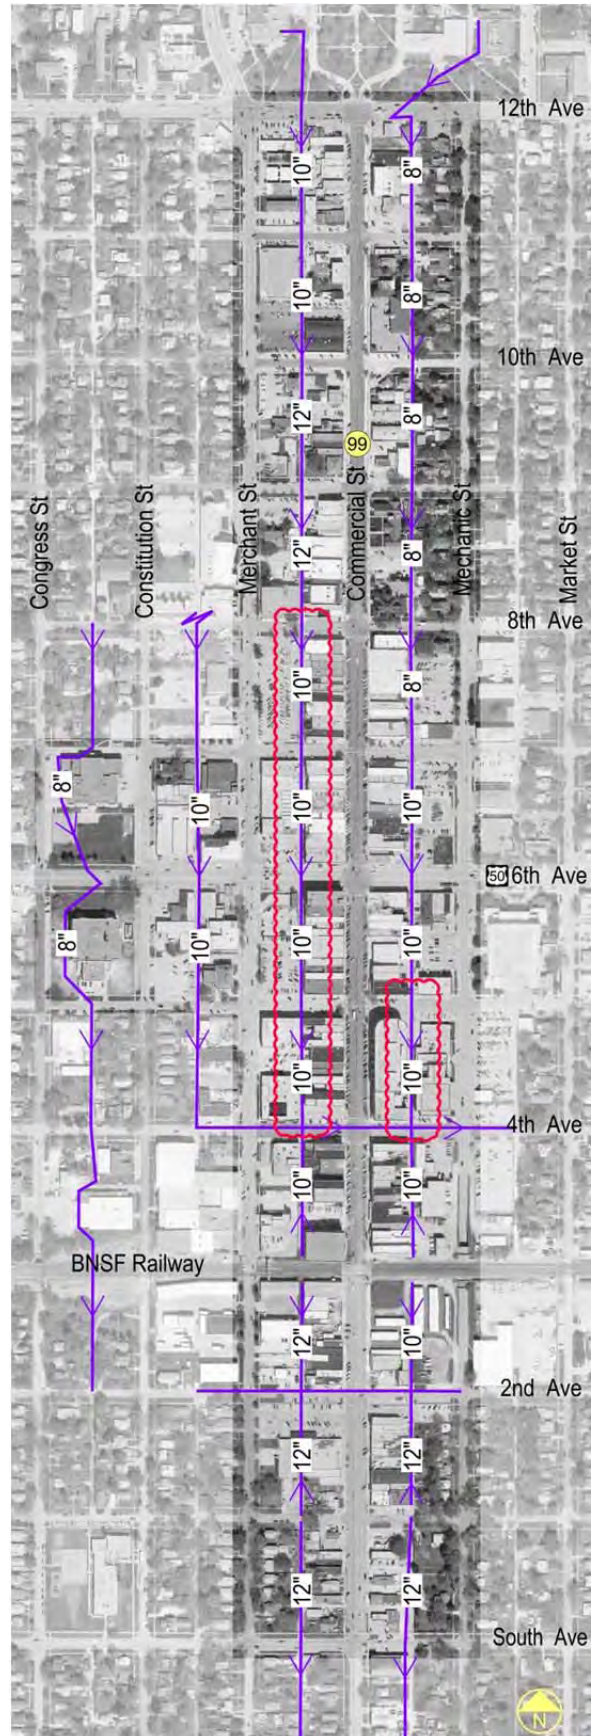 12th Ave
10"
8"
10"
8"
10th Ave
12"
8"
99
Congress St
Constitution St
Merchant St
Commercial St
Mechanic St
Market St
12"
8"
8th Ave
10"
8"
8"
10"
10"
10"
50 6th Ave
8"
10"
10"
10"
10"
10"
4th Ave
10"
10"
BNSF Railway
12"
10"
2nd Ave
12"
12"
12"
12"
South Ave
N